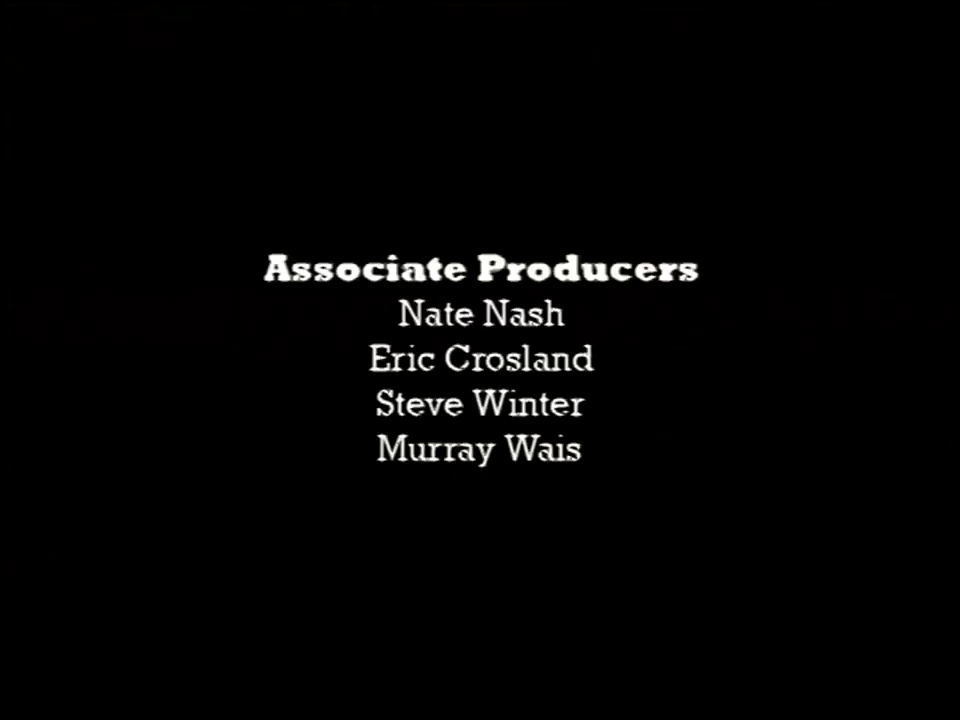 Associate Producers
Nate Nash
Eric Crosland
Steve Winter
Murray Wais